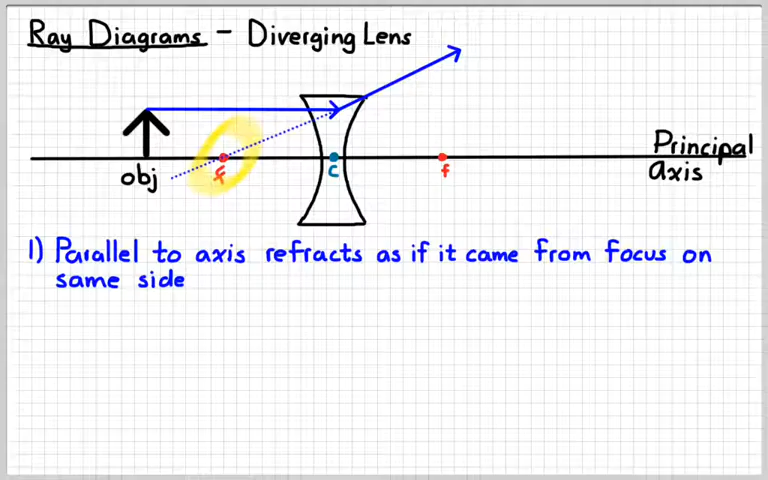 Ray Diagrams - Diverging Lens
Principal
axis
obj
f
c
f
1) Parallel to axis refracts as if it came from focus on
same side